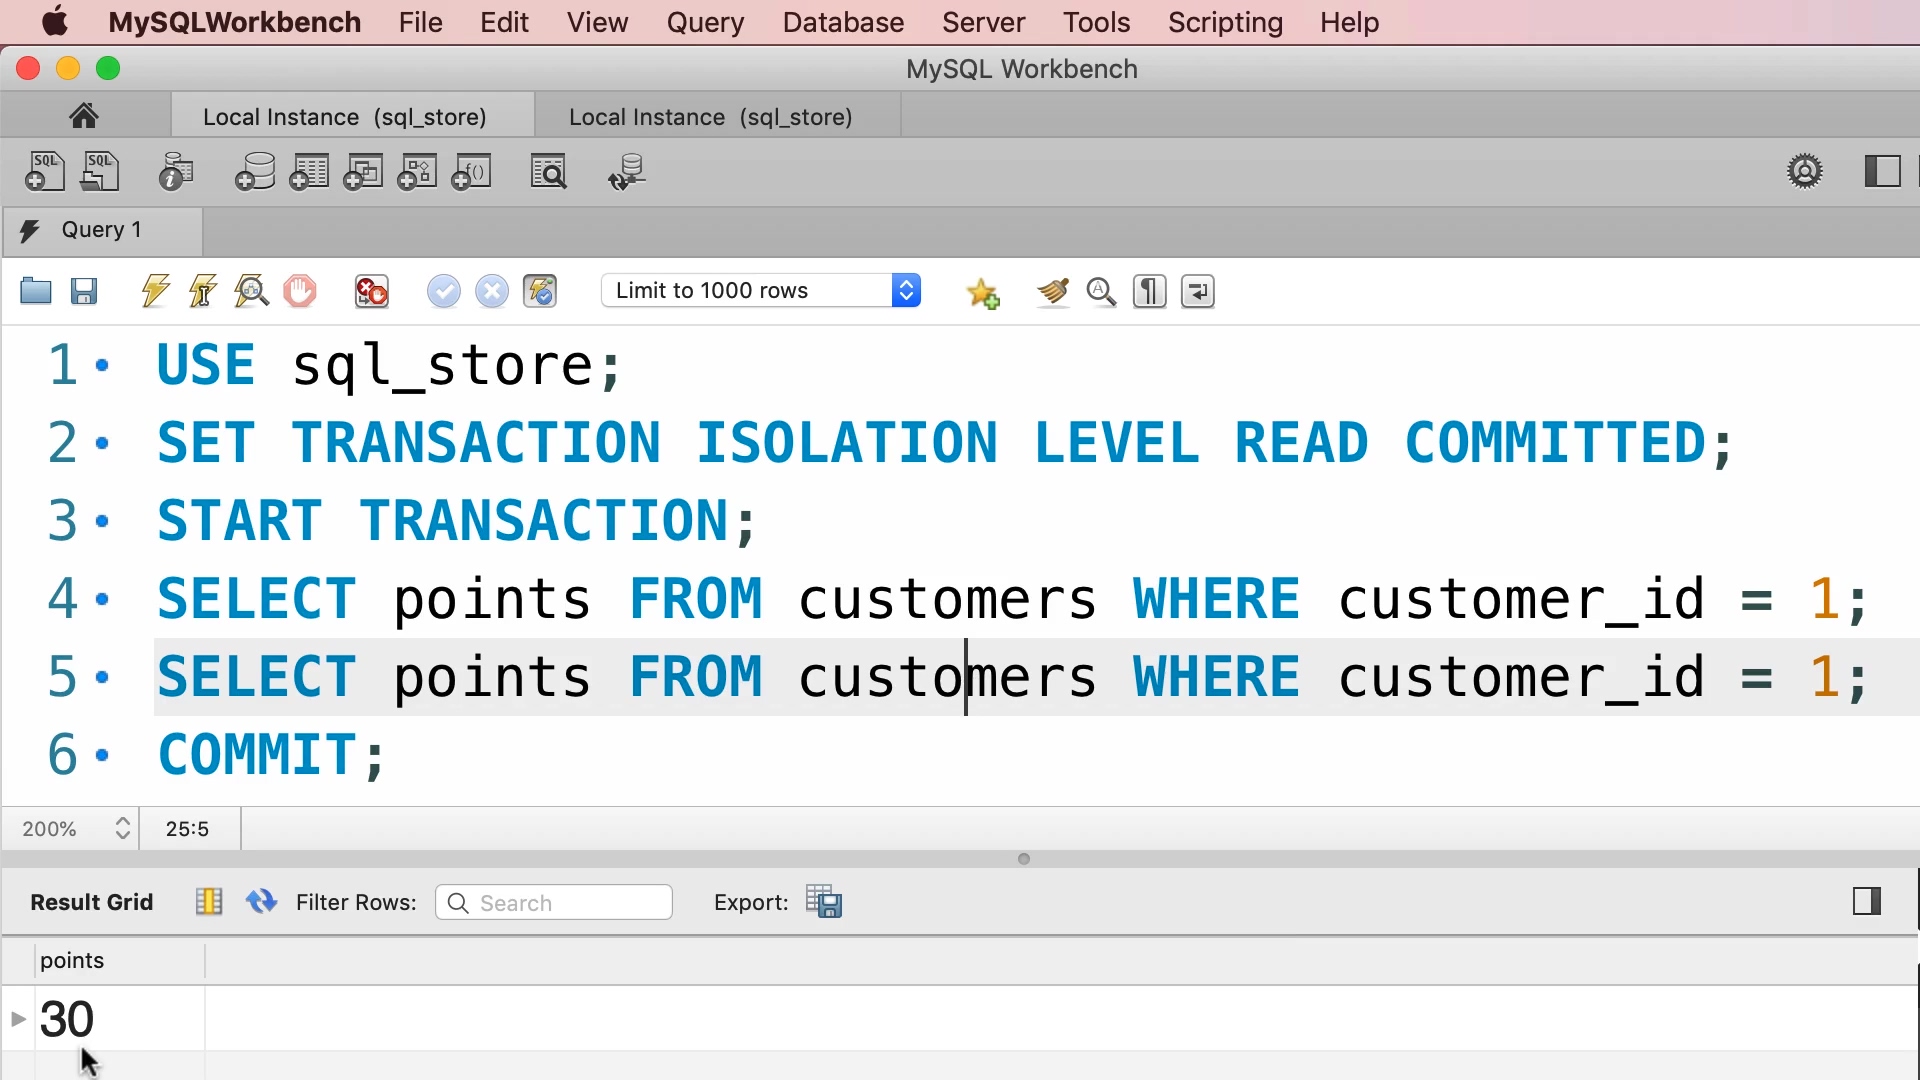 MySQLWorkbench File Edit View Query Database Server Tools Scripting Help
MySQL Workbench
Local Instance (sql_store) Local Instance (sql_store)
SQL SQL
Query 1
Limit to 1000 rows
1 USE sql_store;
2 SET TRANSACTION ISOLATION LEVEL READ COMMITTED;
3 START TRANSACTION;
4 SELECT points FROM customers WHERE customer_id = 1;
5 SELECT points FROM customers WHERE customer_id = 1;
6 COMMIT;
200% 25:5
Result Grid Filter Rows: Search Export:
points
30